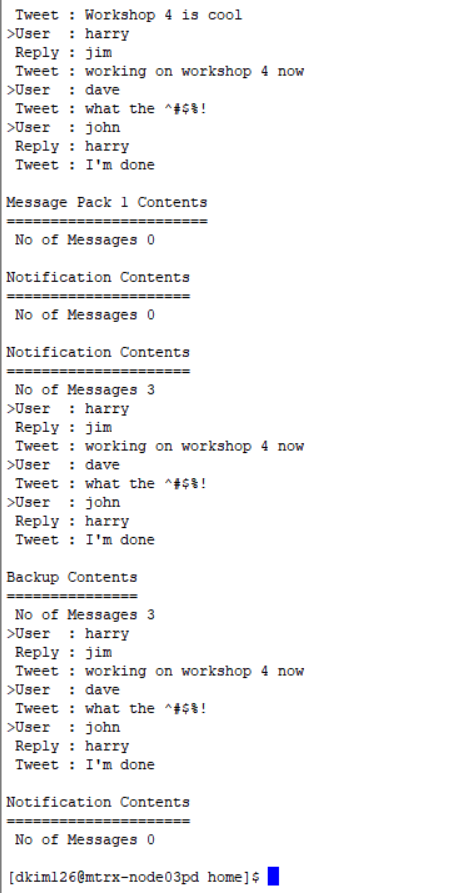 Tweet : Workshop 4 is cool
>User  : harry
 Reply : jim
 Tweet : working on workshop 4 now
>User  : dave
 Tweet : what the ^#$%!
>User  : john
 Reply : harry
 Tweet : I'm done

Message Pack 1 Contents
=======================
 No of Messages 0

Notification Contents
=====================
 No of Messages 0

Notification Contents
=====================
 No of Messages 3
>User  : harry
 Reply : jim
 Tweet : working on workshop 4 now
>User  : dave
 Tweet : what the ^#$%!
>User  : john
 Reply : harry
 Tweet : I'm done

Backup Contents
===============
 No of Messages 3
>User  : harry
 Reply : jim
 Tweet : working on workshop 4 now
>User  : dave
 Tweet : what the ^#$%!
>User  : john
 Reply : harry
 Tweet : I'm done

Notification Contents
=====================
 No of Messages 0

[dkim126@mtrx-node03pd home]$